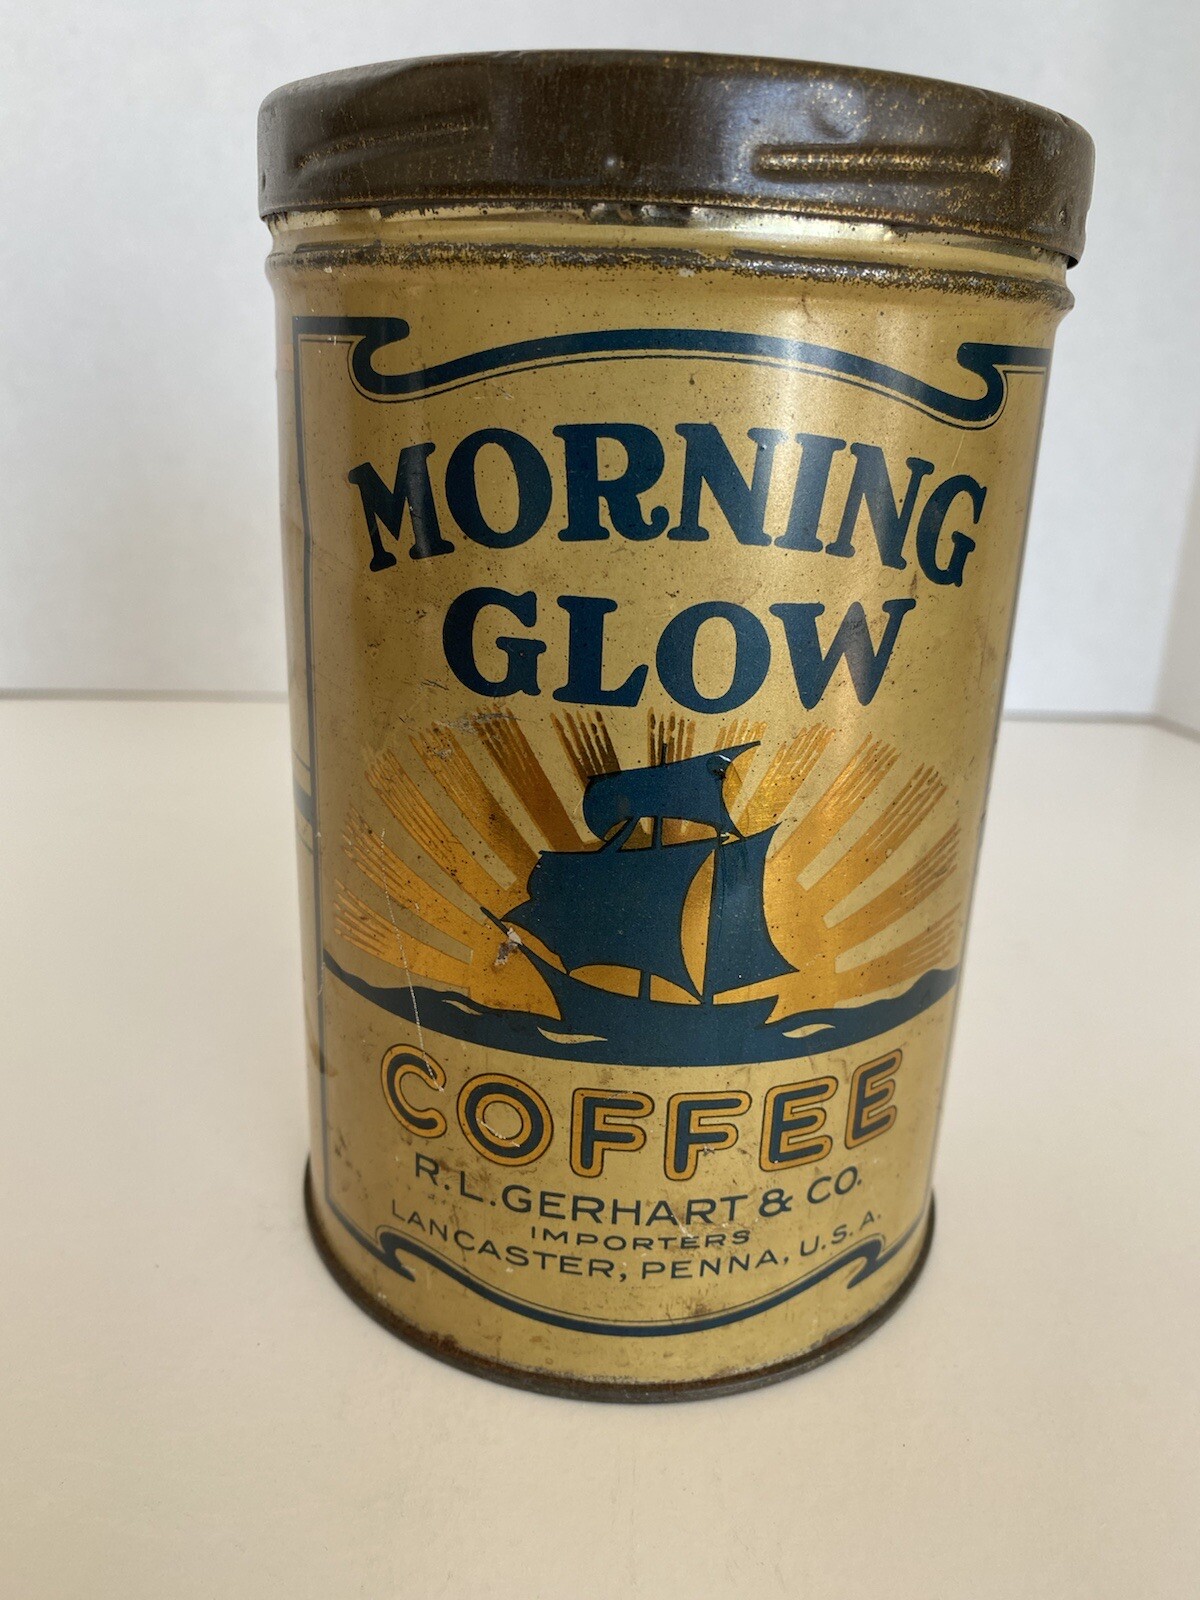 MORNING
GLOW
COFFEE
R.L.GERHART & CO.
IMPORTERS
LANCASTER, PENNA, U.S.A.